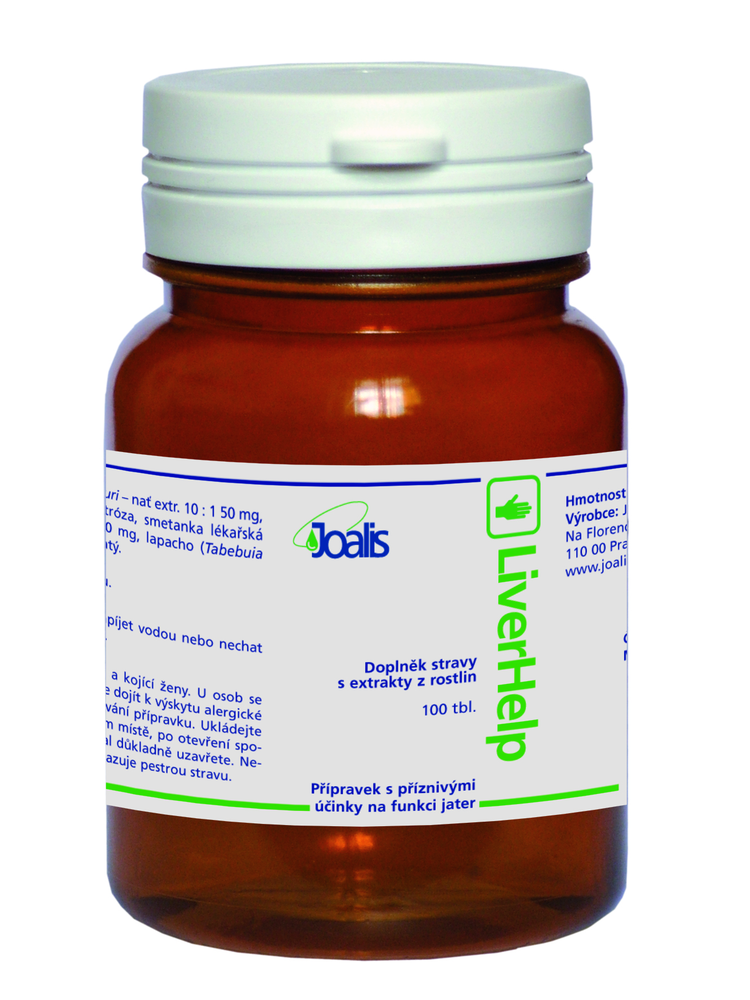 uri – nať extr. 10 : 1 50 mg,
tróza, smetanka lékařská
0 mg, lapacho (Tabebuia
atý.
u.
píjet vodou nebo nechat
a kojící ženy. U osob se
e dojít k výskytu alergické
vání přípravku. Ukládejte
m místě, po otevření spo-
al důkladně uzavřete. Ne-
azuje pestrou stravu.
Joalis
Doplněk stravy
s extrakty z rostlin
100 tbl.
Přípravek s příznivými
účinky na funkci jater
LiverHelp
Hmotnost
Výrobce: J
Na Florenc
110 00 Pra
www.joali